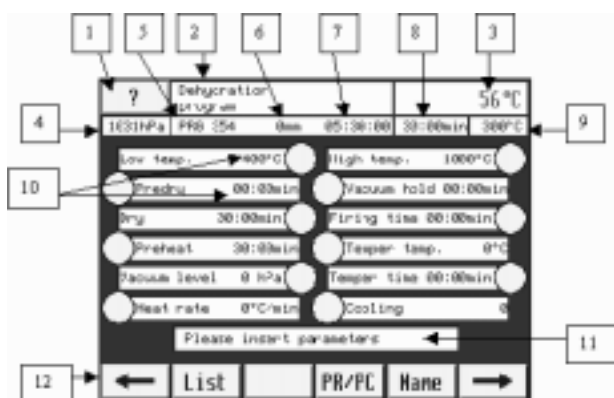 1 5 2 6 7 8 3
? Dehydration program 56°C
4 1031hPa PRG 254 0mm 05:30:00 30:00min 300°C 9
Low temp. 400°C High temp. 1000°C
10 Predry 00:00min Vacuum hold 00:00min
Dry 30:00min Firing time 00:00min
Preheat 30:00min Temper temp. 0°C
Vacuum level 0 hPa Temper time 00:00min
Heat rate 0°C/min Cooling 0
Please insert parameters 11
12 List PR/PC Name